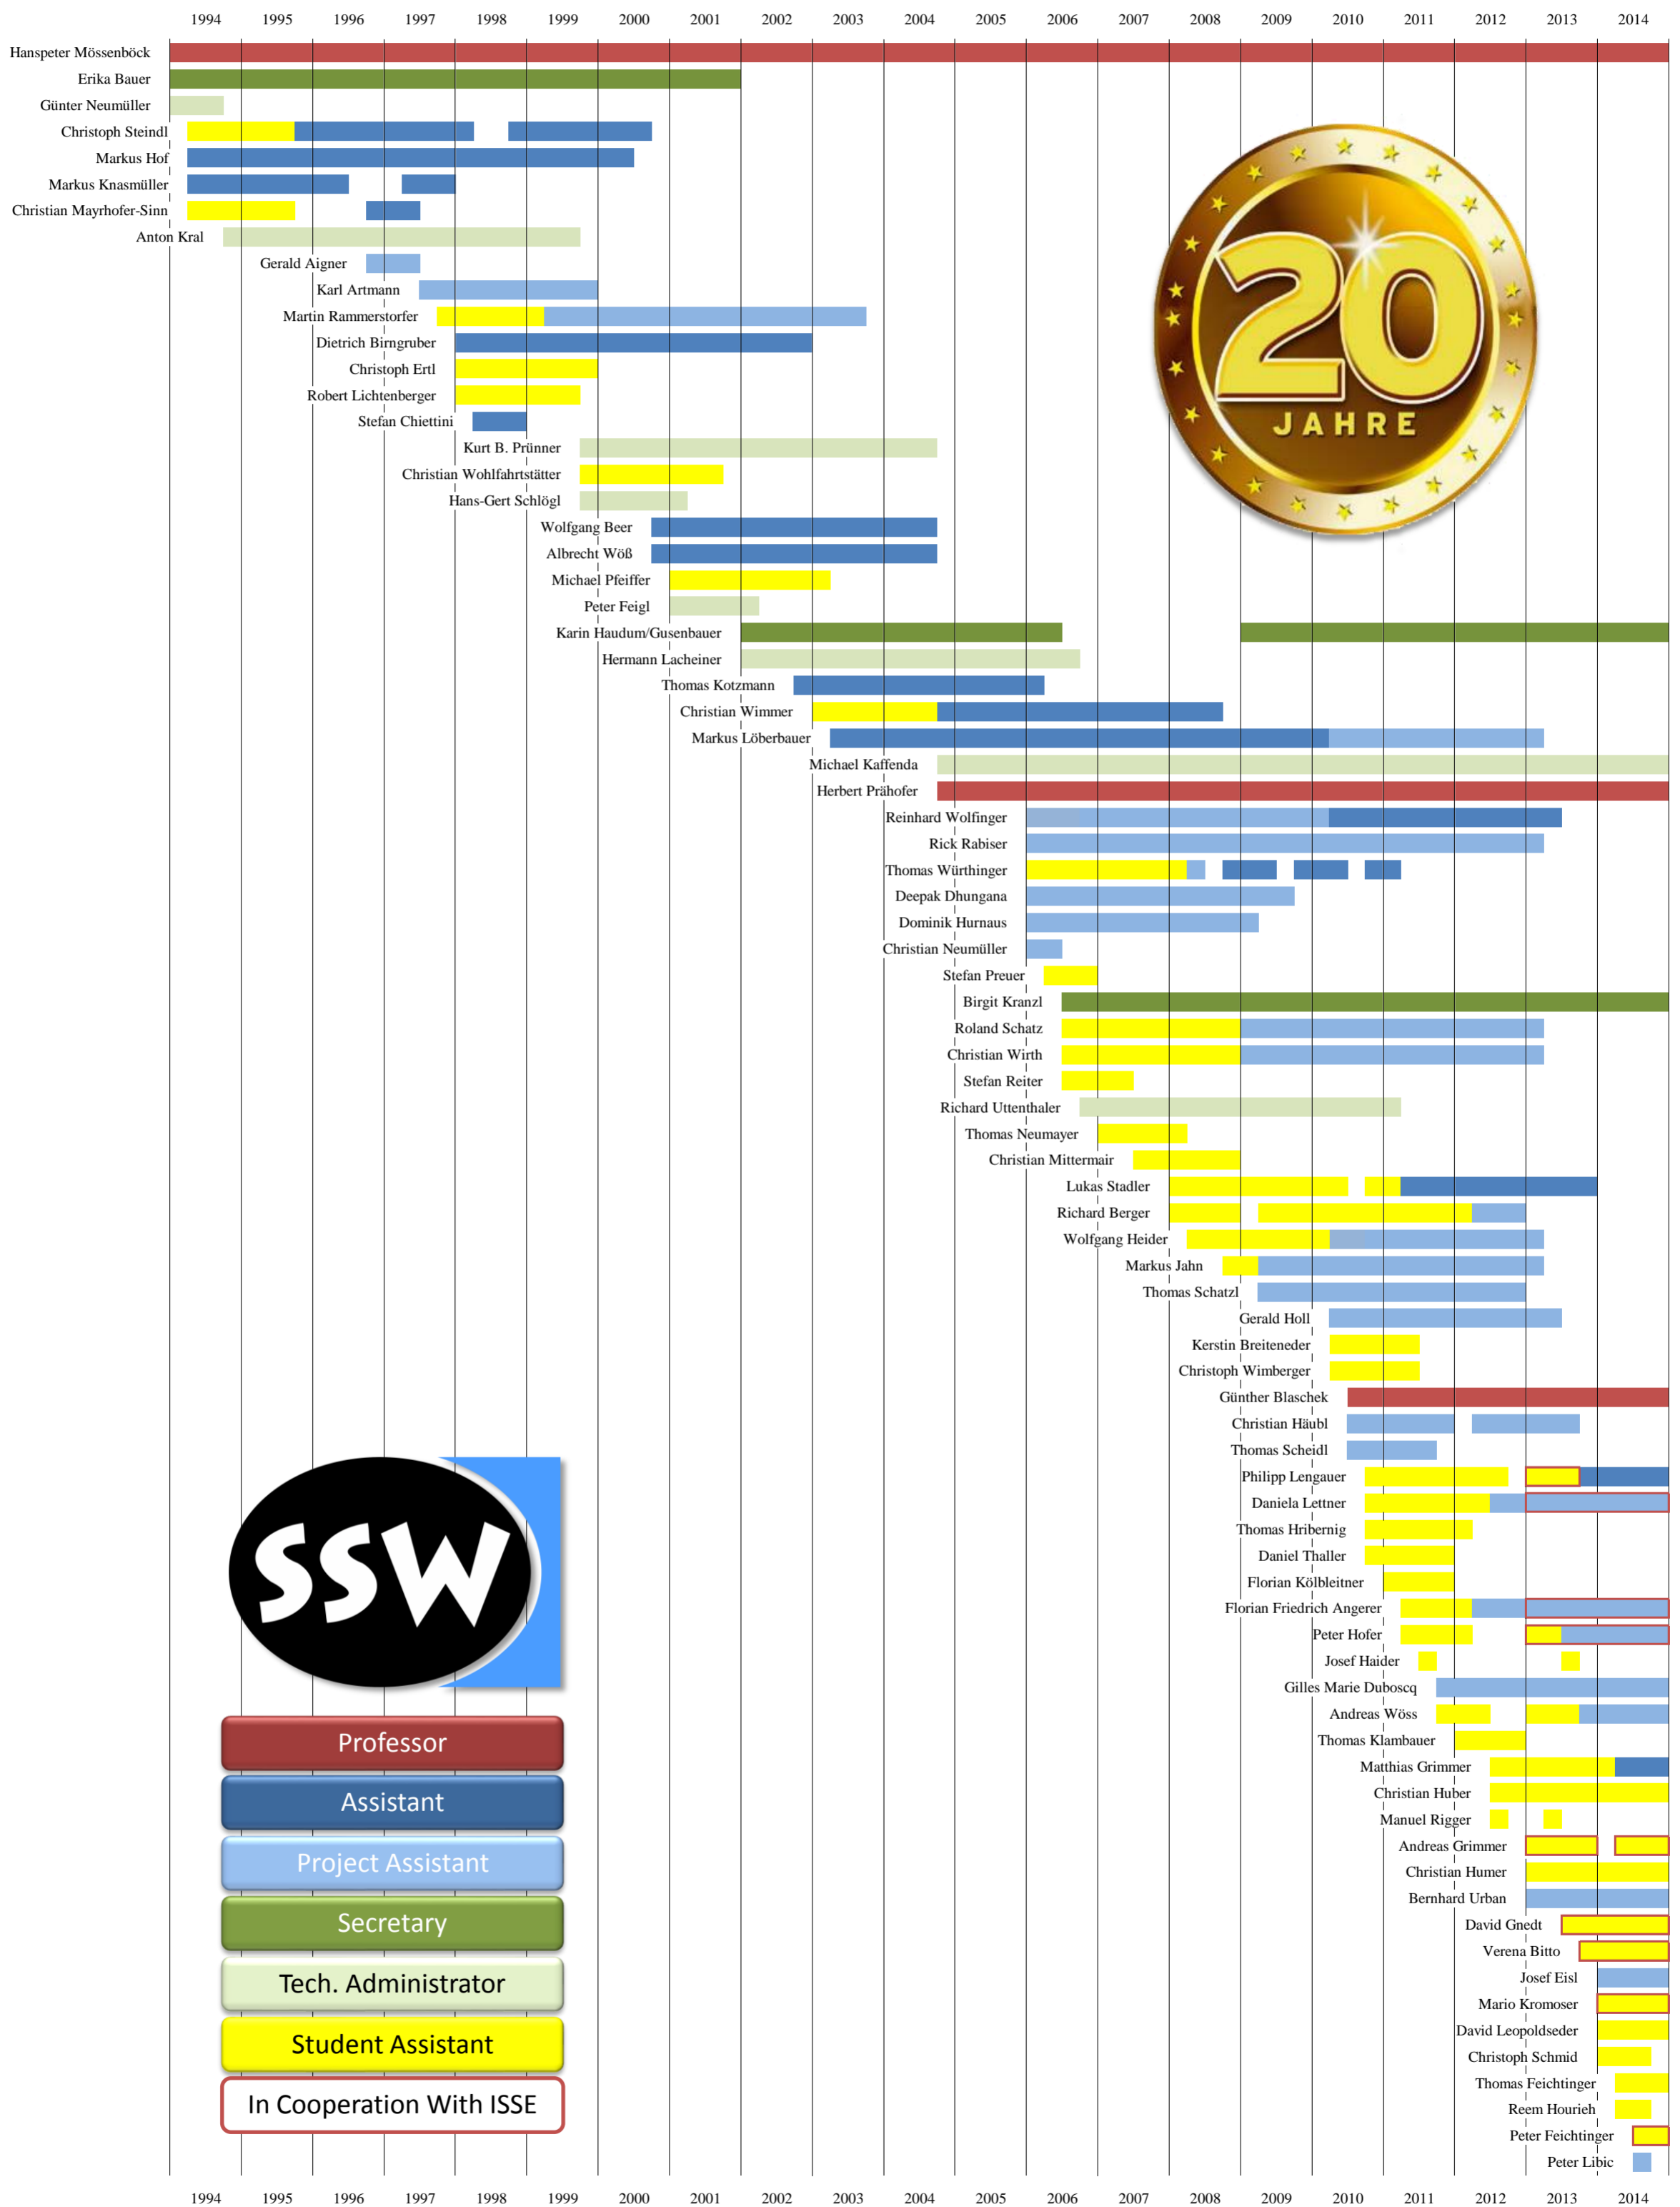 1994 1995 1996 1997 1998 1999 2000 2001 2002 2003 2004 2005 2006 2007 2008 2009 2010 2011 2012 2013 2014
Hanspeter Mössenböck
Erika Bauer
Günter Neumüller
Christoph Steindl
Markus Hof
Markus Knasmüller
Christian Mayrhofer-Sinn
Anton Kral
Gerald Aigner
Karl Artmann
Martin Rammerstorfer
Dietrich Birngruber
Christoph Ertl
Robert Lichtenberger
Stefan Chiettini
Kurt B. Prünner
Christian Wohlfahrtstätter
Hans-Gert Schlögl
Wolfgang Beer
Albrecht Wöß
Michael Pfeiffer
Peter Feigl
Karin Haudum/Gusenbauer
Hermann Lacheiner
Thomas Kotzmann
Christian Wimmer
Markus Löberbauer
Michael Kaffenda
Herbert Prähofer
Reinhard Wolfinger
Rick Rabiser
Thomas Würthinger
Deepak Dhungana
Dominik Hurnaus
Christian Neumüller
Stefan Preuer
Birgit Kranzl
Roland Schatz
Christian Wirth
Stefan Reiter
Richard Uttenthaler
Thomas Neumayer
Christian Mittermair
Lukas Stadler
Richard Berger
Wolfgang Heider
Markus Jahn
Thomas Schatzl
Gerald Holl
Kerstin Breiteneder
Christoph Wimberger
Günther Blaschek
Christian Häubl
Thomas Scheidl
Philipp Lengauer
Daniela Lettner
Thomas Hribernig
Daniel Thaller
Florian Kölbleitner
Florian Friedrich Angerer
Peter Hofer
Josef Haider
Gilles Marie Duboscq
Andreas Wöss
Thomas Klambauer
Matthias Grimmer
Christian Huber
Manuel Rigger
Andreas Grimmer
Christian Humer
Bernhard Urban
David Gnedt
Verena Bitto
Josef Eisl
Mario Kromoser
David Leopoldseder
Christoph Schmid
Thomas Feichtinger
Reem Hourieh
Peter Feichtinger
Peter Libic
20
JAHRE
SSW
Professor
Assistant
Project Assistant
Secretary
Tech. Administrator
Student Assistant
In Cooperation With ISSE
1994 1995 1996 1997 1998 1999 2000 2001 2002 2003 2004 2005 2006 2007 2008 2009 2010 2011 2012 2013 2014